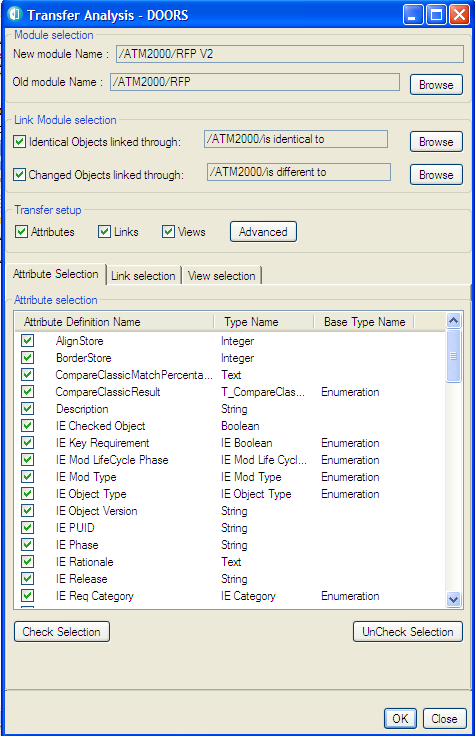 Transfer Analysis - DOORS
Module selection
New module Name : /ATM2000/RFP V2
Old module Name : /ATM2000/RFP Browse
Link Module selection
Identical Objects linked through: /ATM2000/is identical to Browse
Changed Objects linked through: /ATM2000/is different to Browse
Transfer setup
Attributes Links Views Advanced
Attribute Selection Link selection View selection
Attribute selection
Attribute Definition Name Type Name Base Type Name
AlignStore Integer
BorderStore Integer
CompareClassicMatchPercenta... Text
CompareClassicResult T_CompareClas... Enumeration
Description String
IE Checked Object Boolean
IE Key Requirement IE Boolean Enumeration
IE Mod LifeCycle Phase IE Mod Life Cycl... Enumeration
IE Mod Type IE Mod Type Enumeration
IE Object Type IE Object Type Enumeration
IE Object Version String
IE PUID String
IE Phase String
IE Rationale Text
IE Release String
IE Req Category IE Category Enumeration
Check Selection UnCheck Selection
OK Close